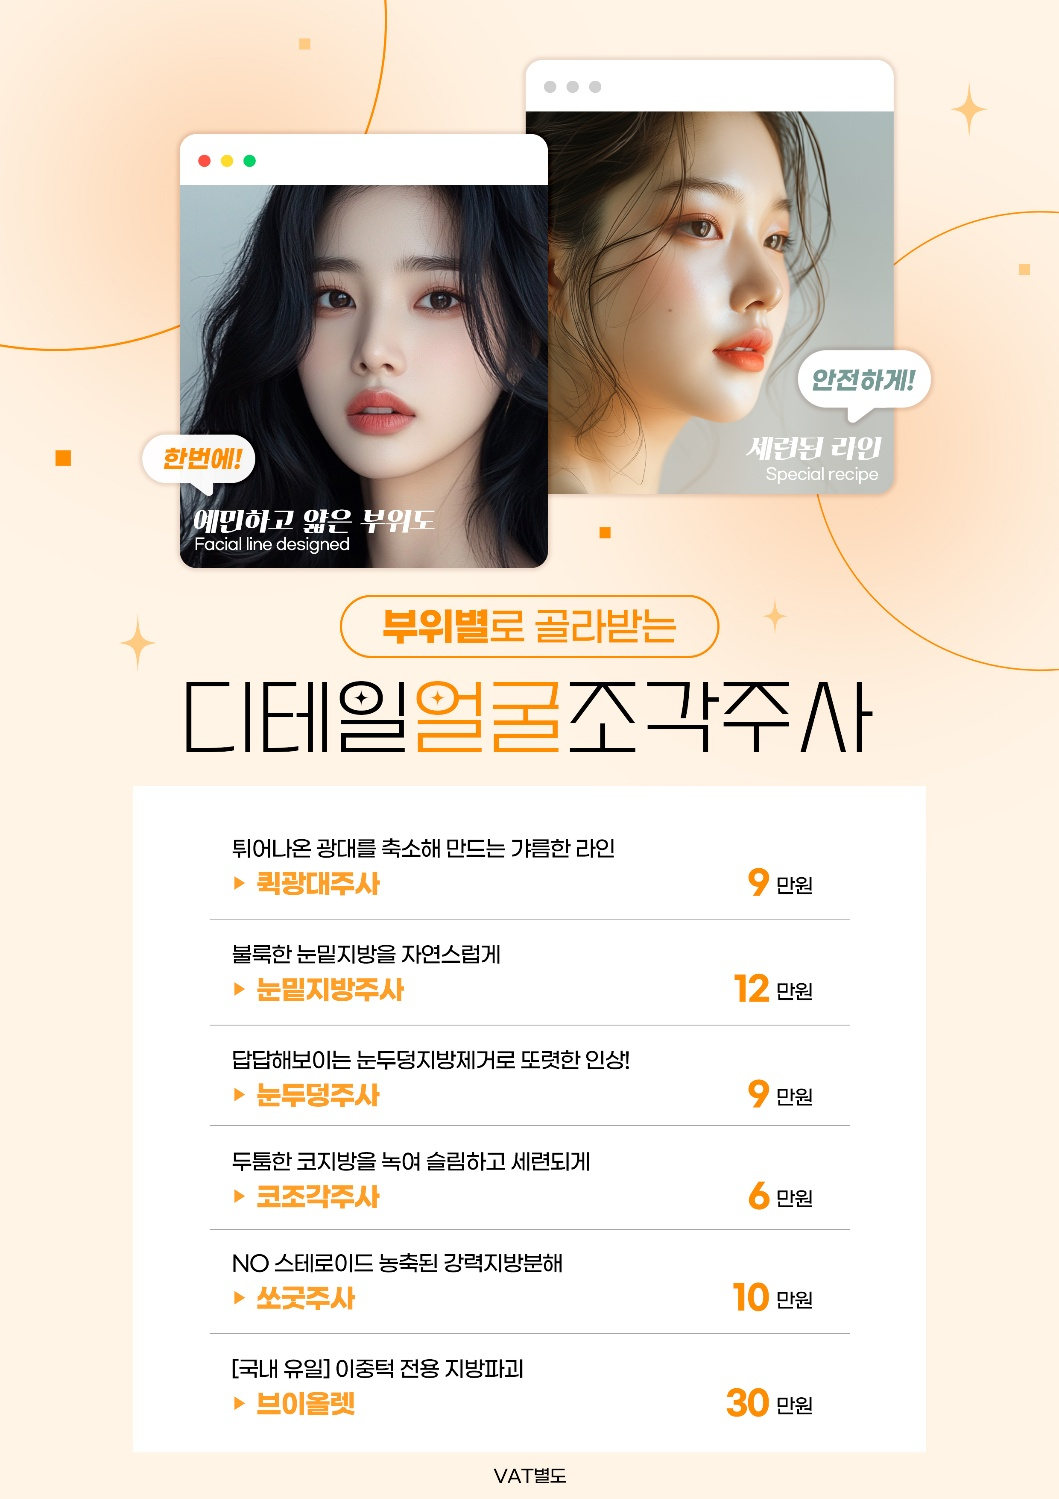 안전하게!
세련된 라인
Special recipe
한번에!
예민하고 얇은 부위도
Facial line designed
부위별로 골라받는
디테일얼굴조각주사
튀어나온 광대를 축소해 만드는 갸름한 라인
▶ 퀵광대주사 9 만원
불룩한 눈밑지방을 자연스럽게
▶ 눈밑지방주사 12 만원
답답해보이는 눈두덩지방제거로 또렷한 인상!
▶ 눈두덩주사 9 만원
두툼한 코지방을 녹여 슬림하고 세련되게
▶ 코조각주사 6 만원
NO 스테로이드 농축된 강력지방분해
▶ 쏘굿주사 10 만원
[국내 유일] 이중턱 전용 지방파괴
▶ 브이올렛 30 만원
VAT별도